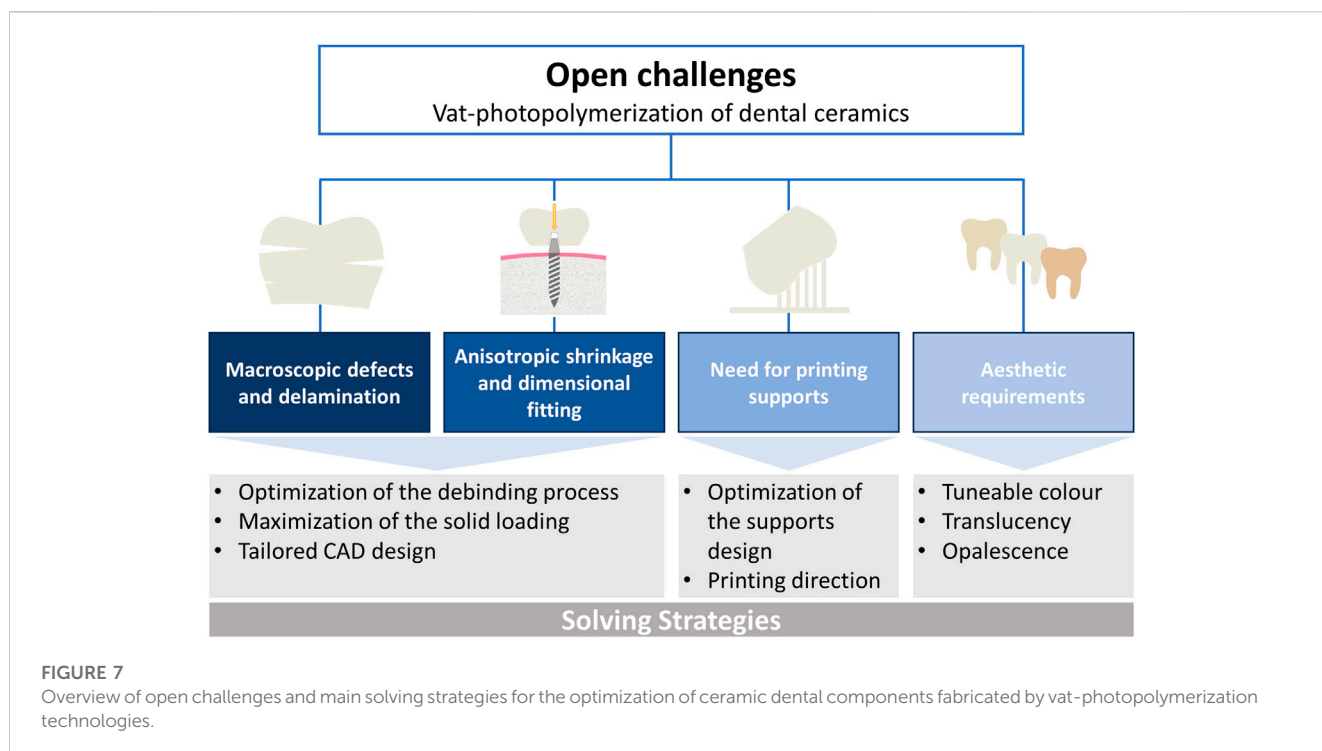 Open challenges
Vat-photopolymerization of dental ceramics
Macroscopic defects
and delamination
Anisotropic shrinkage
and dimensional
fitting
Need for printing
supports
Aesthetic
requirements
• Optimization of the debinding process
• Maximization of the solid loading
• Tailored CAD design
• Optimization of
the supports
design
• Printing direction
• Tuneable colour
• Translucency
• Opalescence
Solving Strategies
FIGURE 7
Overview of open challenges and main solving strategies for the optimization of ceramic dental components fabricated by vat-photopolymerization
technologies.